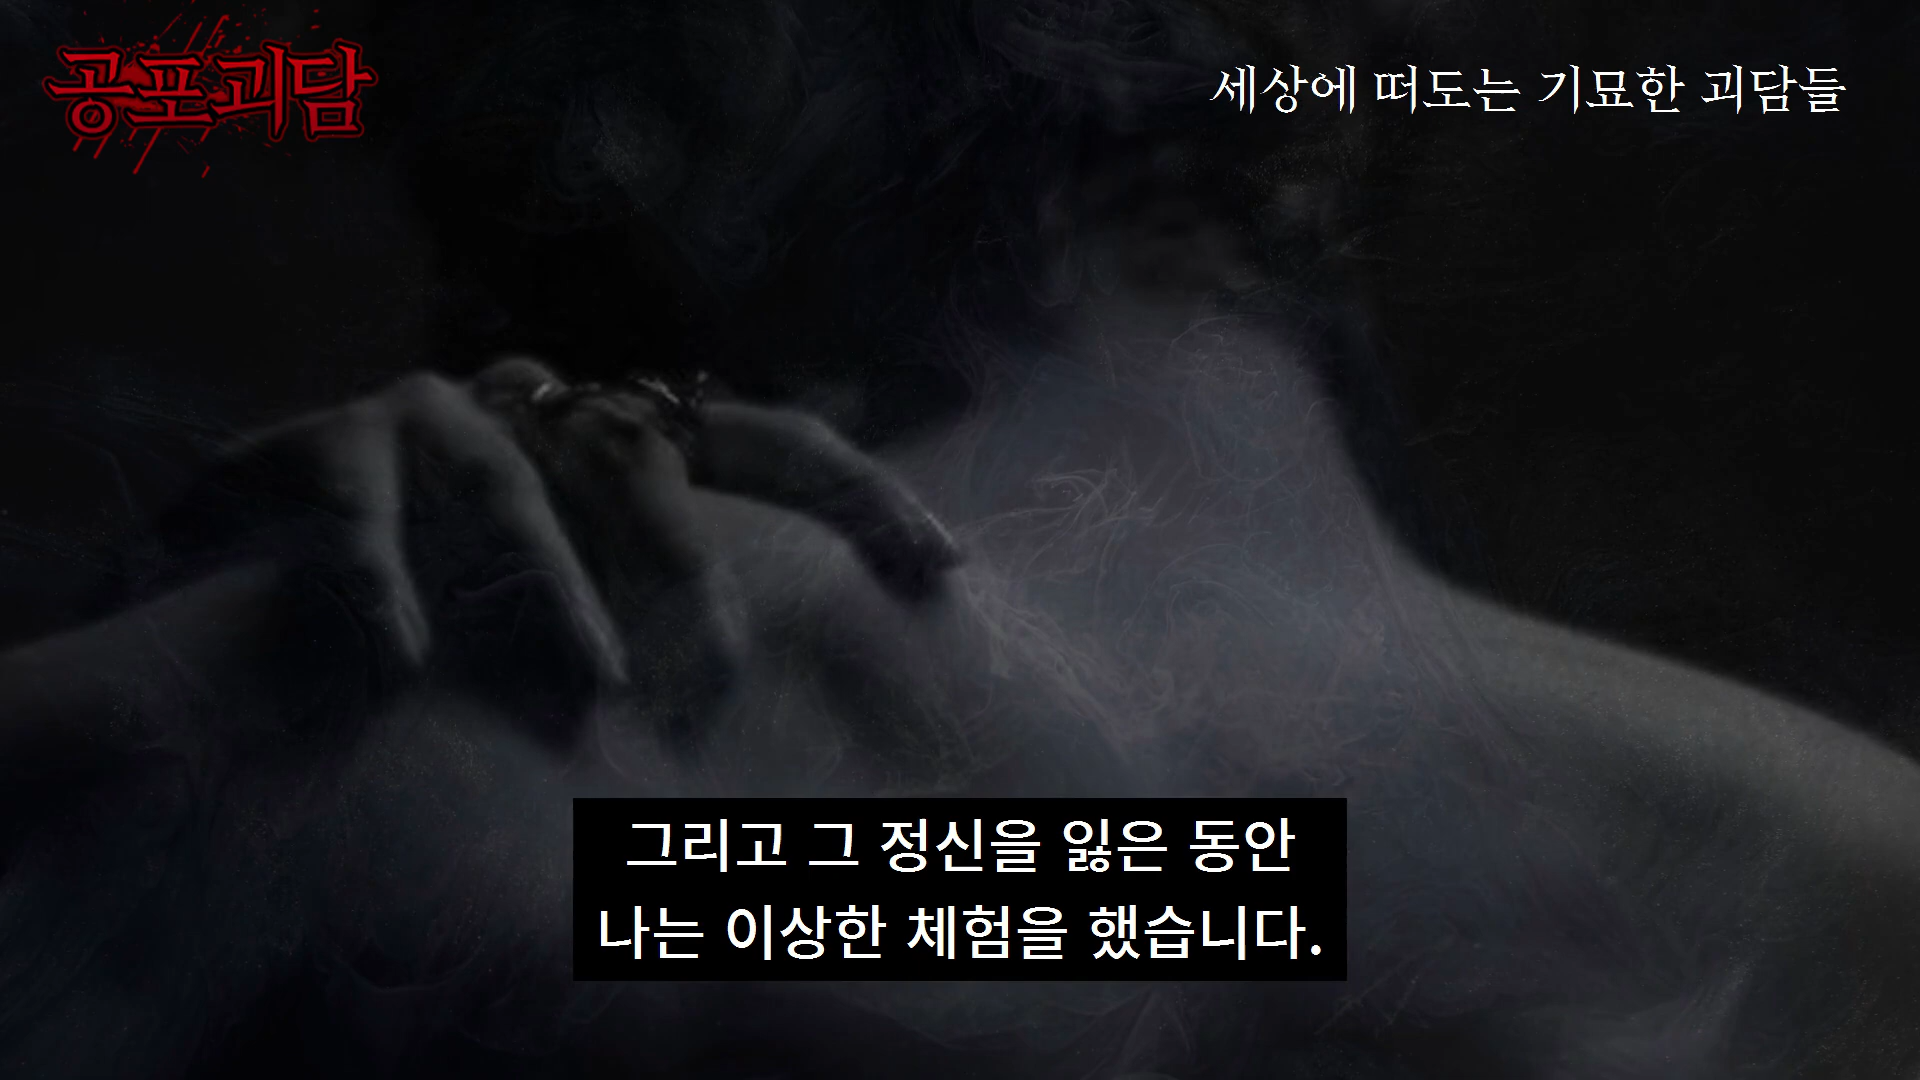 공포괴담
세상에 떠도는 기묘한 괴담들
그리고 그 정신을 잃은 동안
나는 이상한 체험을 했습니다.